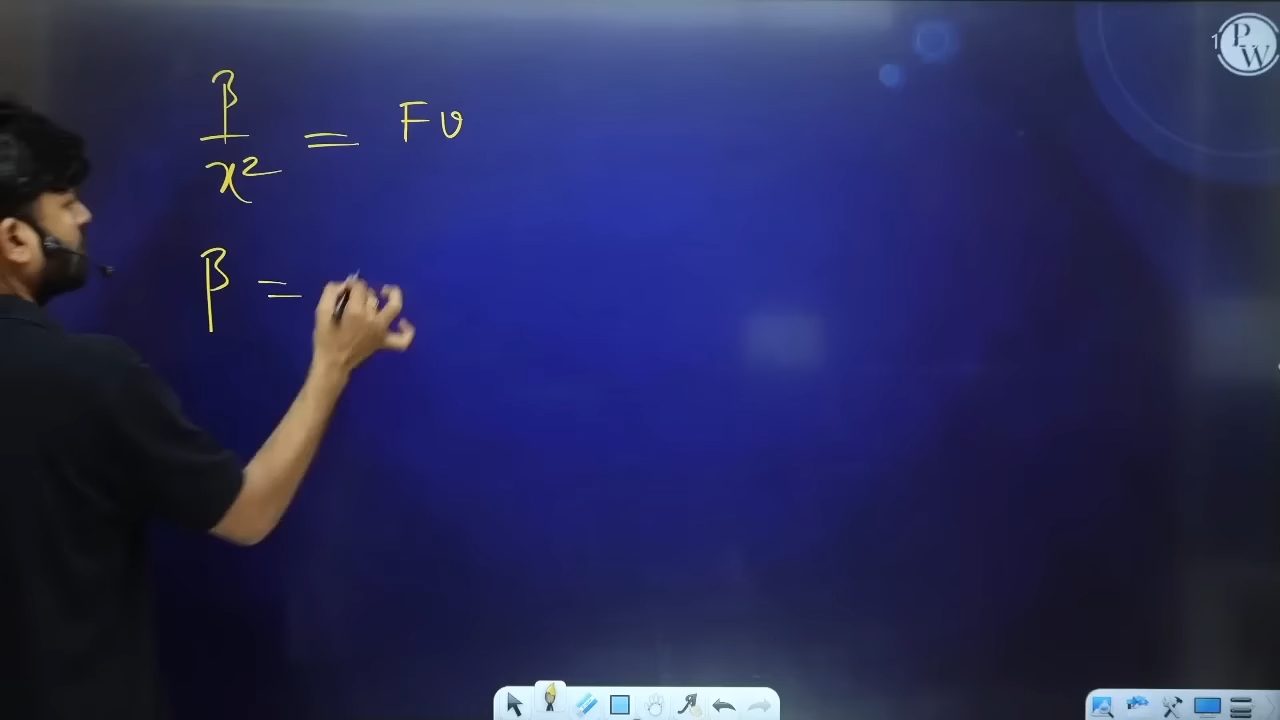 β/x² = Fv
β =
PW